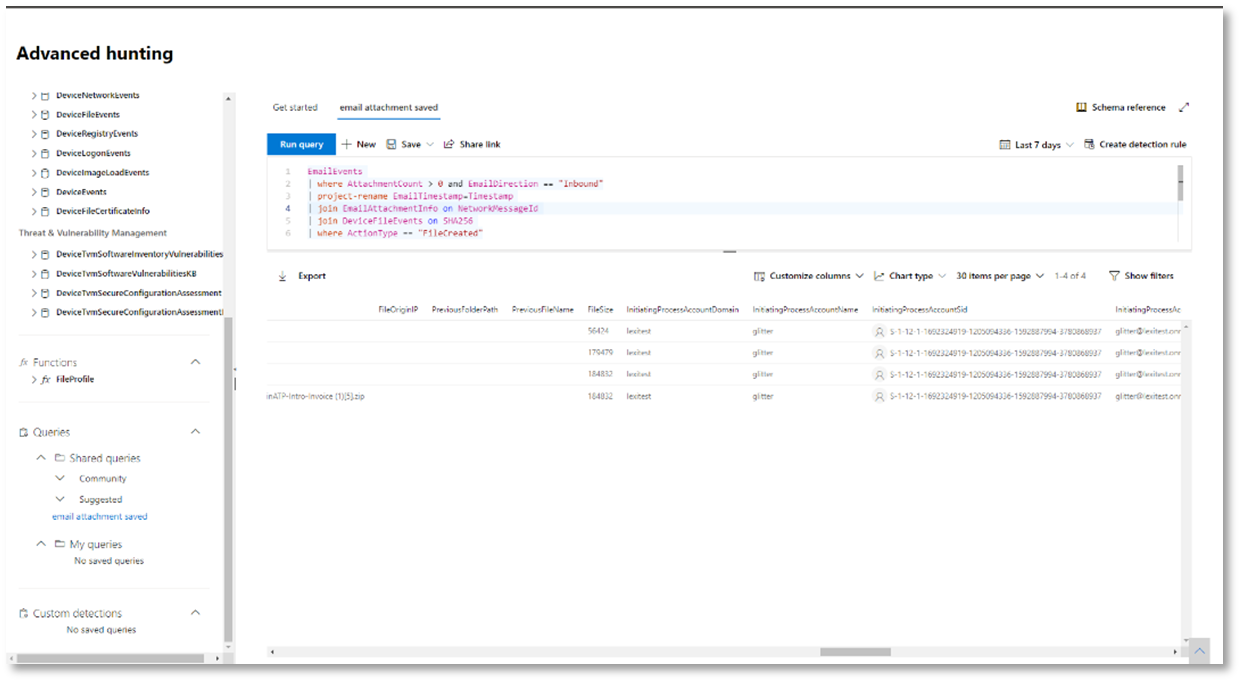 Advanced hunting
DeviceNetworkEvents
DeviceFileEvents
DeviceRegistryEvents
DeviceLogonEvents
DeviceImageLoadEvents
DeviceEvents
DeviceFileCertificateInfo
Threat & Vulnerability Management
DeviceTvmSoftwareInventoryVulnerabilities
DeviceTvmSoftwareVulnerabilitiesKB
DeviceTvmSecureConfigurationAssessment
DeviceTvmSecureConfigurationAssessment
fx Functions
fx FileProfile
Queries
Shared queries
Community
Suggested
email attachment saved
My queries
No saved queries
Custom detections
No saved queries
Get started email attachment saved Schema reference
Run query New Save Share link Last 7 days Create detection rule
1 EmailEvents
2 | where AttachmentCount > 0 and EmailDirection == "Inbound"
3 | project-rename EmailTimestamp=Timestamp
4 | join EmailAttachmentInfo on NetworkMessageId
5 | join DeviceFileEvents on SHA256
6 | where ActionType == "FileCreated"
Export Customize columns Chart type 30 items per page 1-4 of 4 Show filters
FileOriginIP PreviousFolderPath PreviousFileName FileSize InitiatingProcessAccountDomain InitiatingProcessAccountName InitiatingProcessAccountSid InitiatingProcessAc
56424 lexitest glitter S-1-12-1-1692324919-1205094336-1592887994-3780868937 glitter@lexitest.onr
179479 lexitest glitter S-1-12-1-1692324919-1205094336-1592887994-3780868937 glitter@lexitest.onr
184832 lexitest glitter S-1-12-1-1692324919-1205094336-1592887994-3780868937 glitter@lexitest.onr
inATP-Intro-Invoice (1)[5].zip 184832 lexitest glitter S-1-12-1-1692324919-1205094336-1592887994-3780868937 glitter@lexitest.onr